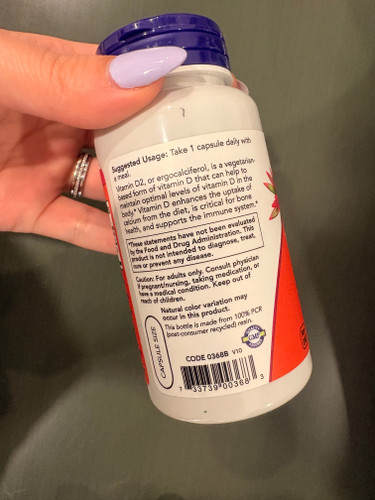 Suggested Usage: Take 1 capsule daily with
a meal.
Vitamin D2, or ergocalciferol, is a vegetarian-
based form of vitamin D that can help to
maintain optimal levels of vitamin D in the
body.* Vitamin D enhances the uptake of
calcium from the diet, is critical for bone
health, and supports the immune system.*
*These statements have not been evaluated
by the Food and Drug Administration. This
product is not intended to diagnose, treat,
cure or prevent any disease.
Caution: For adults only. Consult physician
if pregnant/nursing, taking medication, or
have a medical condition. Keep out of
reach of children.
Natural color variation may
occur in this product.
This bottle is made from 100% PCR
(post-consumer recycled) resin.
CAPSULE SIZE
GMP
CODE 0368B V10
7 33739 00368 3